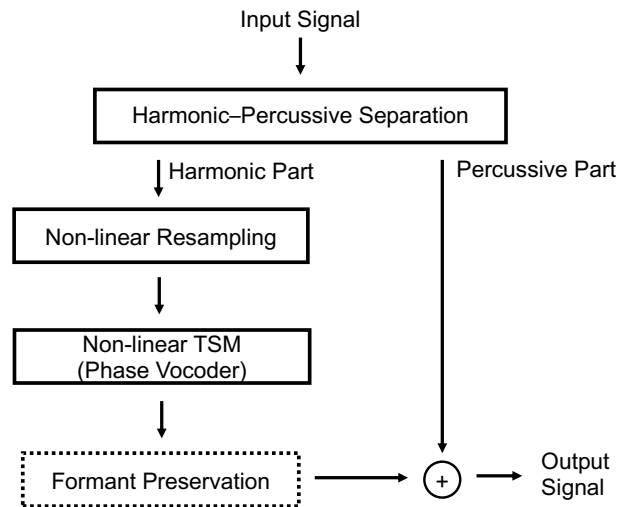 Input Signal
Harmonic–Percussive Separation
Harmonic Part
Percussive Part
Non-linear Resampling
Non-linear TSM
(Phase Vocoder)
Formant Preservation
+
Output
Signal